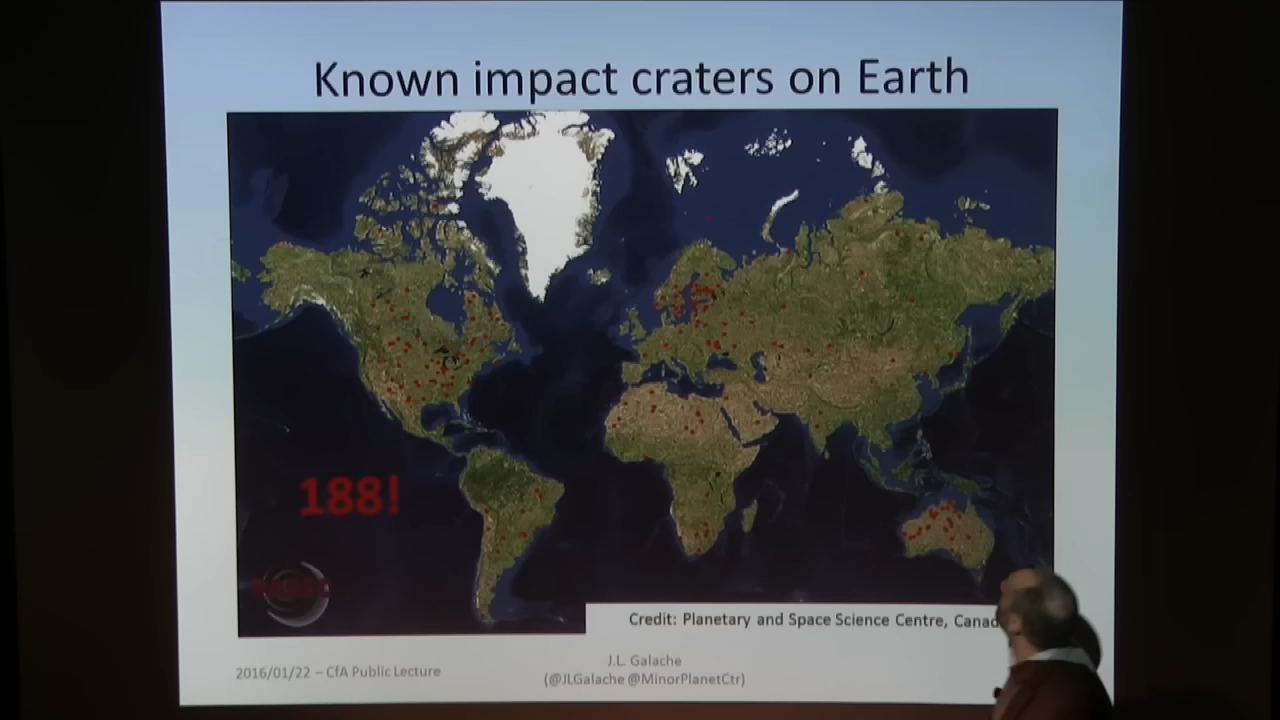 Known impact craters on Earth
188!
Credit: Planetary and Space Science Centre, Canad
J.L. Galache
2016/01/22 – CfA Public Lecture
(@JLGalache @MinorPlanetCtr)